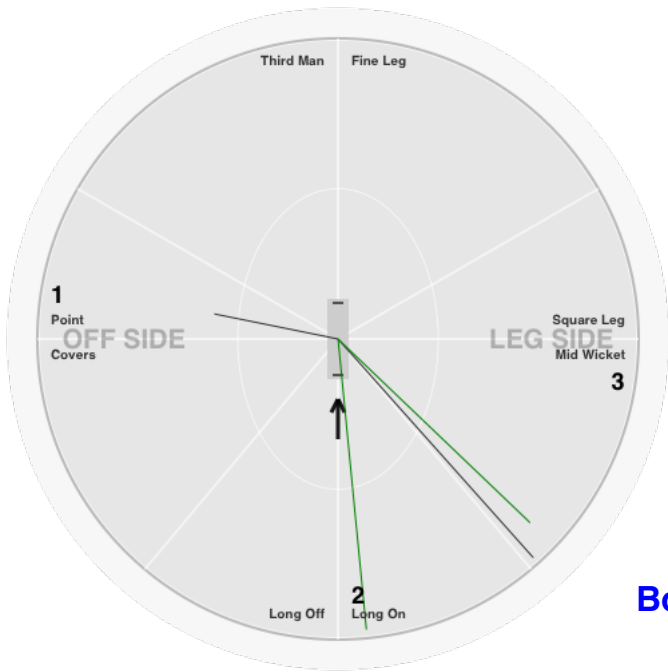 Third Man
Fine Leg
1
Point
Square Leg
OFF SIDE
LEG SIDE
Covers
Mid Wicket
3
2
Long Off
Long On
Bo